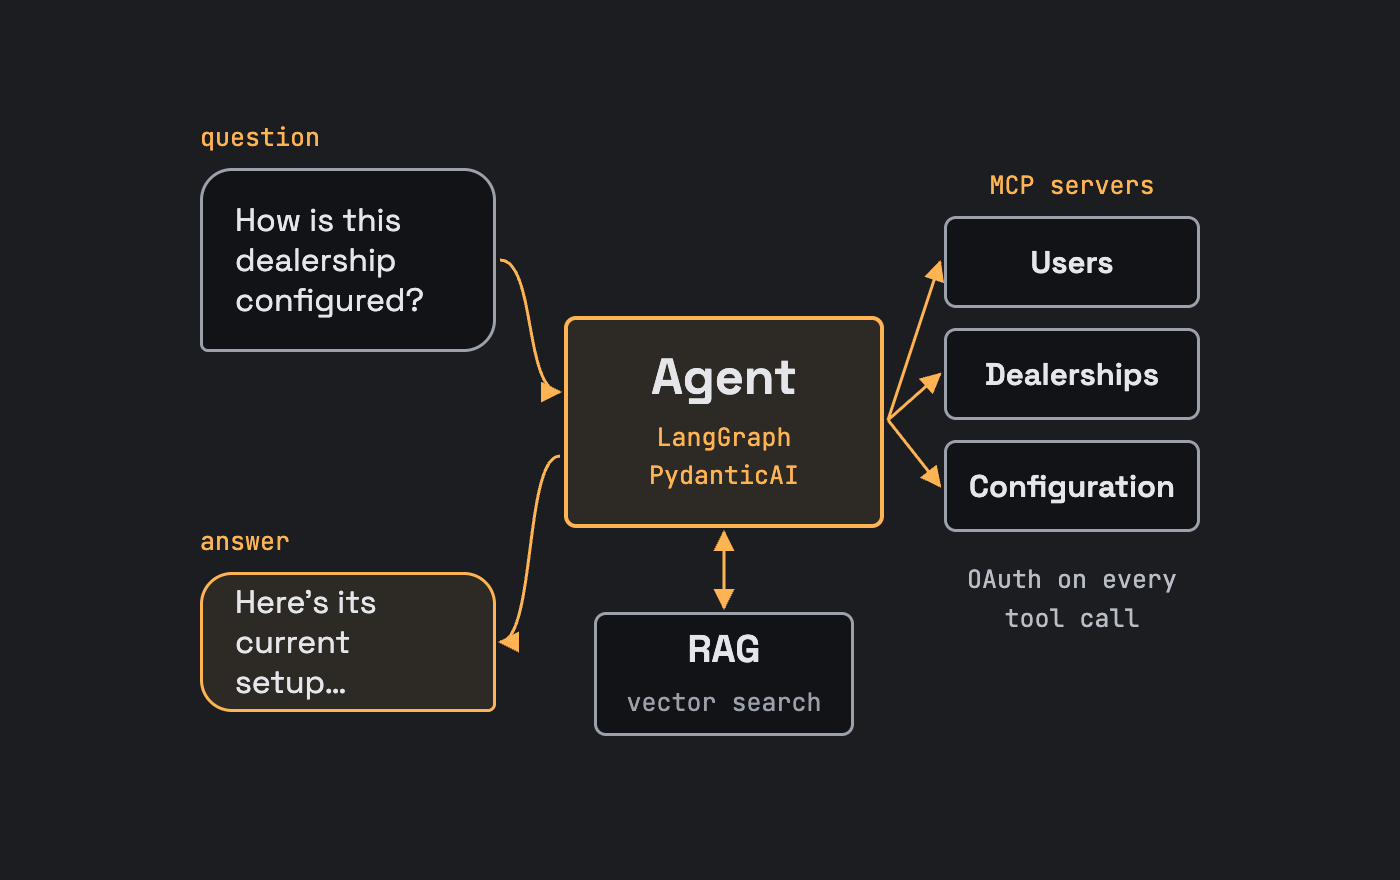 question
How is this
dealership
configured?
answer
Here’s its
current
setup…
Agent
LangGraph
PydanticAI
RAG
vector search
MCP servers
Users
Dealerships
Configuration
OAuth on every
tool call